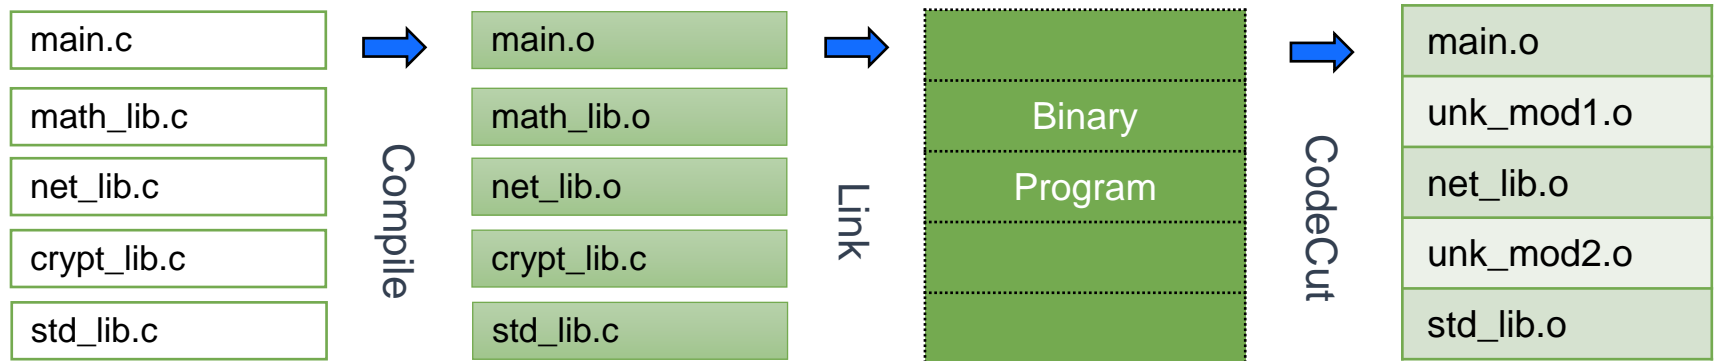 main.c
math_lib.c
net_lib.c
crypt_lib.c
std_lib.c
Compile
main.o
math_lib.o
net_lib.o
crypt_lib.c
std_lib.c
Link
Binary
Program
CodeCut
main.o
unk_mod1.o
net_lib.o
unk_mod2.o
std_lib.o